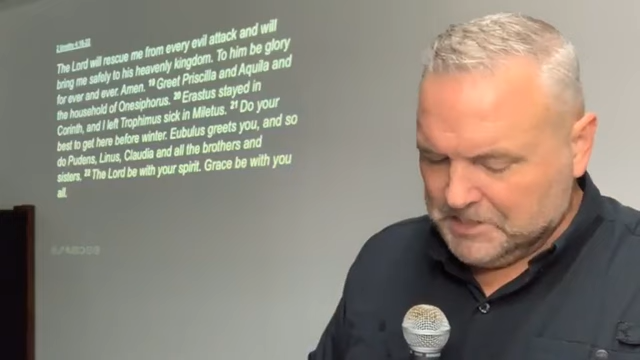 The Lord will rescue me from every evil attack and will
bring me safely to his heavenly kingdom. To him be glory
for ever and ever. Amen. 19 Greet Priscilla and Aquila and
the household of Onesiphorus. 20 Erastus stayed in
Corinth, and I left Trophimus sick in Miletus. 21 Do your
best to get here before winter. Eubulus greets you, and so
do Pudens, Linus, Claudia and all the brothers and
sisters. 22 The Lord be with your spirit. Grace be with you
all.